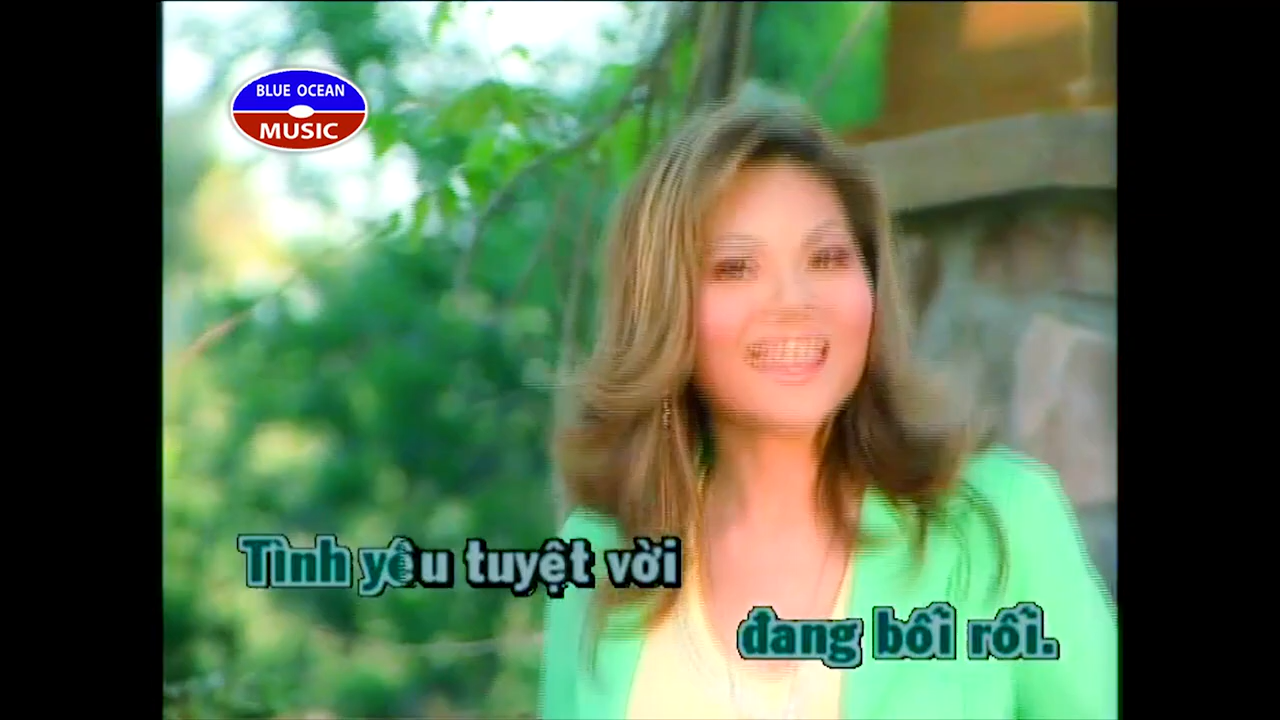 BLUE OCEAN
MUSIC
Tình yêu tuyệt vời
đang bối rối.